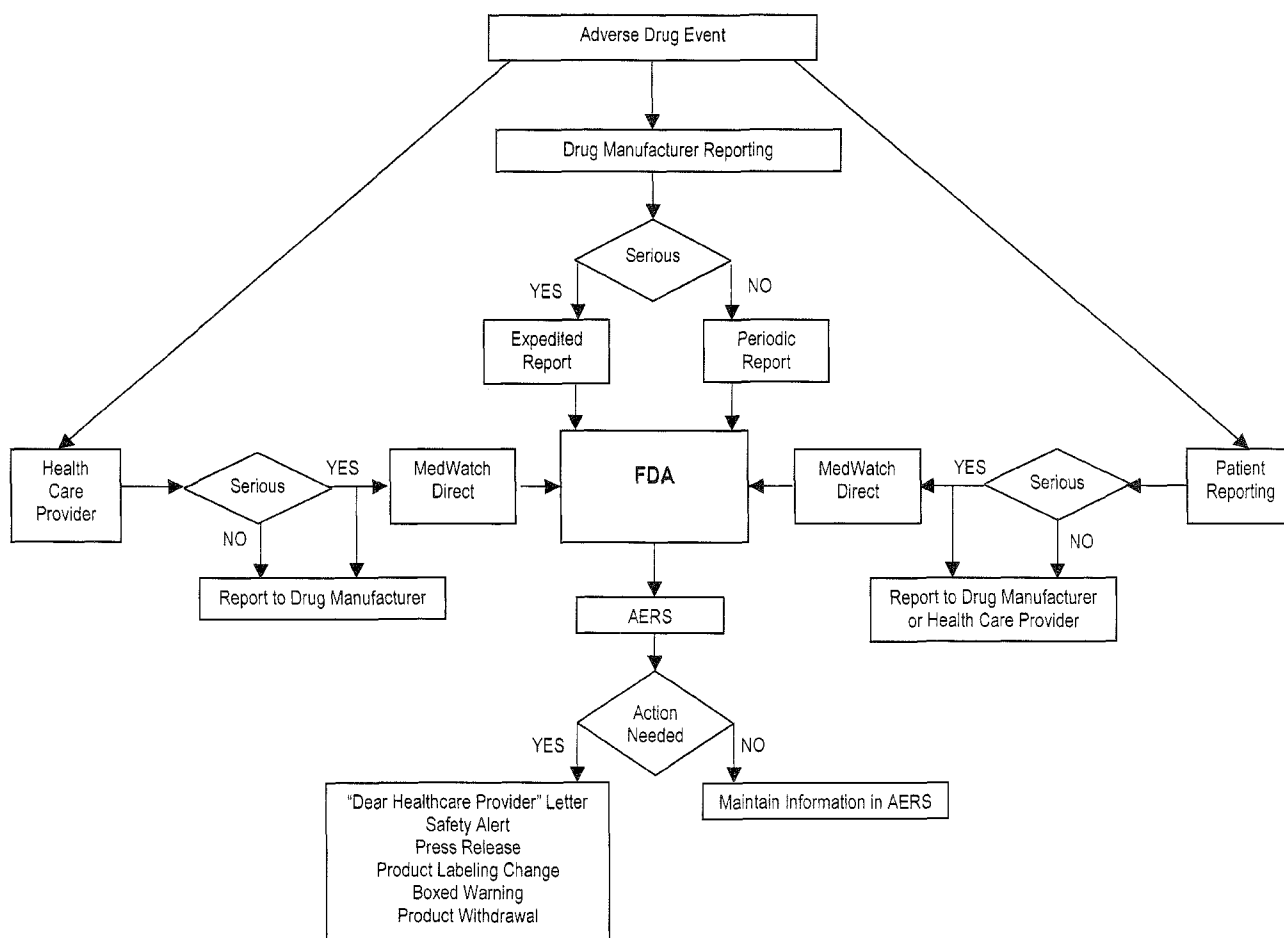 Adverse Drug Event
Drug Manufacturer Reporting
Serious
YES
NO
Expedited
Report
Periodic
Report
Health
Care
Provider
Serious
YES
NO
MedWatch
Direct
FDA
MedWatch
Direct
YES
Serious
NO
Patient
Reporting
Report to Drug Manufacturer
Report to Drug Manufacturer
or Health Care Provider
AERS
Action
Needed
YES
NO
"Dear Healthcare Provider" Letter
Safety Alert
Press Release
Product Labeling Change
Boxed Warning
Product Withdrawal
Maintain Information in AERS